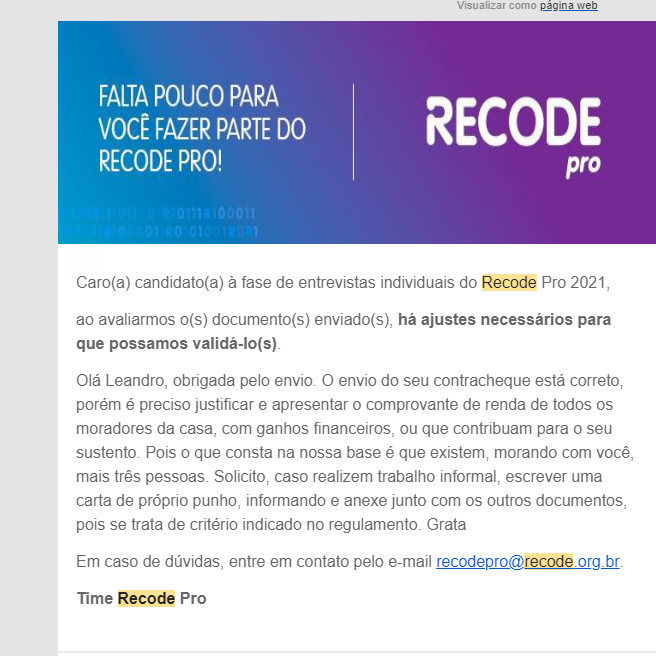 Visualizar como página web
FALTA POUCO PARA
VOCÊ FAZER PARTE DO
RECODE PRO!
RECODE
pro
Caro(a) candidato(a) à fase de entrevistas individuais do Recode Pro 2021,
ao avaliarmos o(s) documento(s) enviado(s), há ajustes necessários para
que possamos validá-lo(s).
Olá Leandro, obrigada pelo envio. O envio do seu contracheque está correto,
porém é preciso justificar e apresentar o comprovante de renda de todos os
moradores da casa, com ganhos financeiros, ou que contribuam para o seu
sustento. Pois o que consta na nossa base é que existem, morando com você,
mais três pessoas. Solicito, caso realizem trabalho informal, escrever uma
carta de próprio punho, informando e anexe junto com os outros documentos,
pois se trata de critério indicado no regulamento. Grata
Em caso de dúvidas, entre em contato pelo e-mail recodepro@recode.org.br.
Time Recode Pro